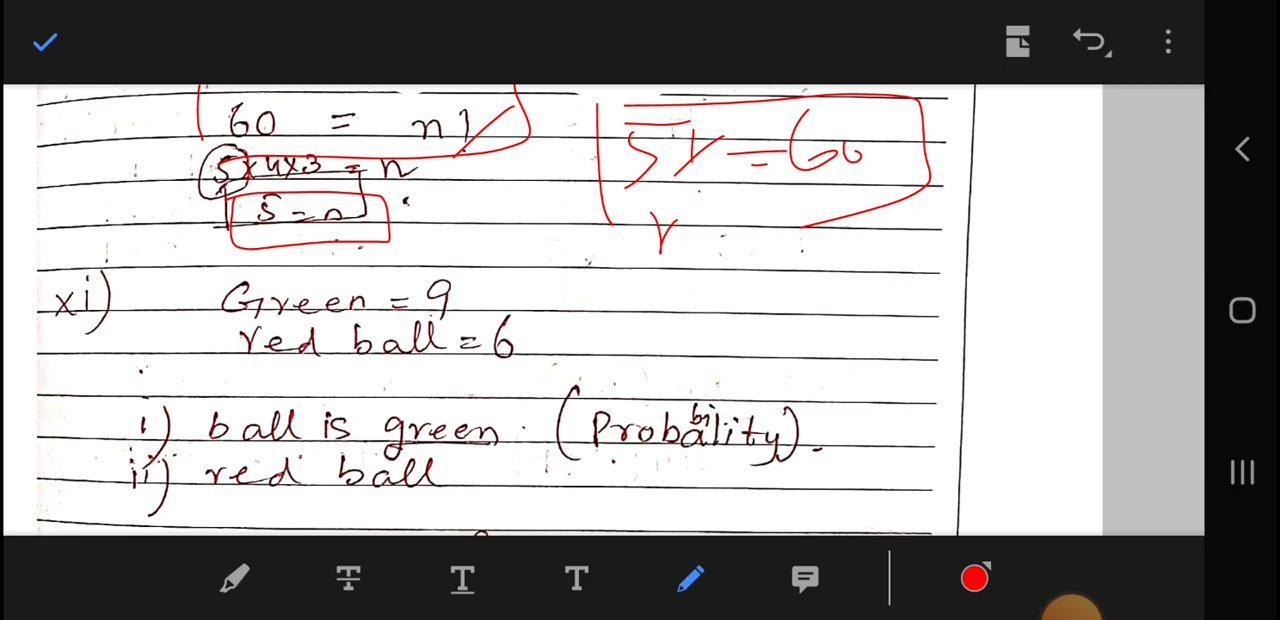 60 = n!
5×4×3 = n
5 = n
5r = 60
r
xi) Green = 9
red ball = 6
i) ball is green. (Probability).
ii) red ball
T T T